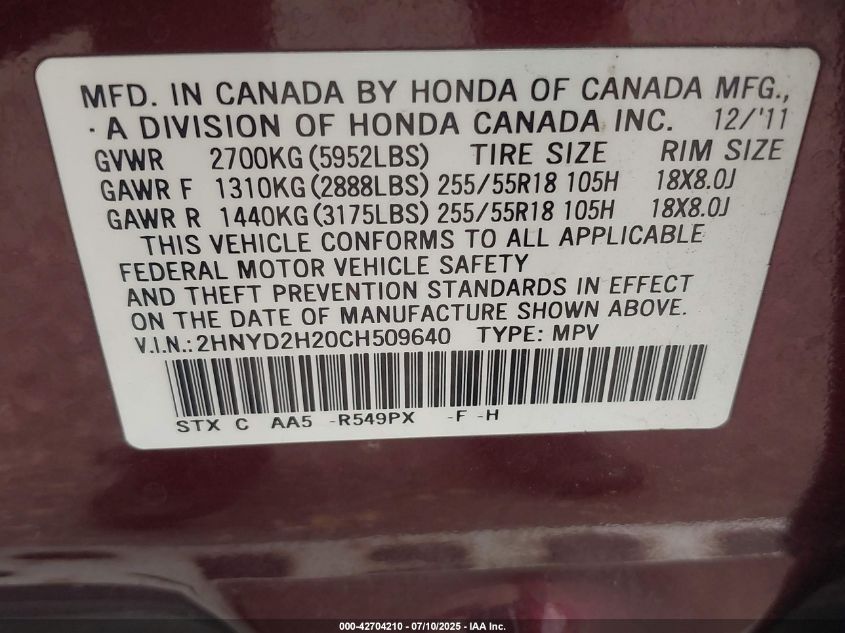 MFD. IN CANADA BY HONDA OF CANADA MFG.,
· A DIVISION OF HONDA CANADA INC. 12/'11
GVWR 2700KG (5952LBS) TIRE SIZE RIM SIZE
GAWR F 1310KG (2888LBS) 255/55R18 105H 18X8.0J
GAWR R 1440KG (3175LBS) 255/55R18 105H 18X8.0J
THIS VEHICLE CONFORMS TO ALL APPLICABLE
FEDERAL MOTOR VEHICLE SAFETY
AND THEFT PREVENTION STANDARDS IN EFFECT
ON THE DATE OF MANUFACTURE SHOWN ABOVE.
V.I.N.: 2HNYD2H20CH509640 TYPE: MPV
STX C AA5 -R549PX -F -H
000-42704210 - 07/10/2025 - IAA Inc.